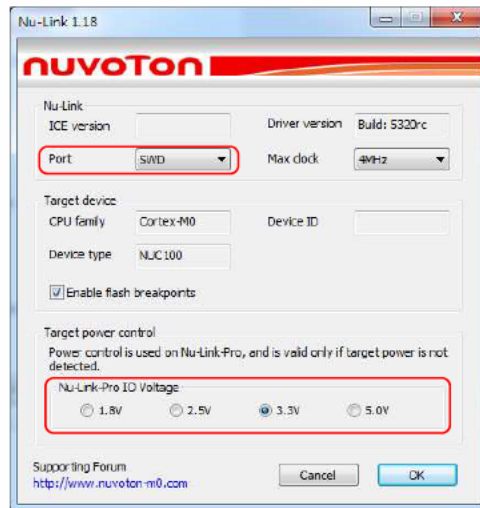 Nu-Link 1.18
nuvoTon
Nu-Link
ICE version
Driver version Build: 5320rc
Port SWD
Max clock 4MHz
Target device
CPU family Cortex-M0
Device ID
Device type NUC100
Enable flash breakpoints
Target power control
Power control is used on Nu-Link-Pro, and is valid only if target power is not
detected.
Nu-Link-Pro IO Voltage
1.8V 2.5V 3.3V 5.0V
Supporting Forum
http://www.nuvoton-m0.com
Cancel OK